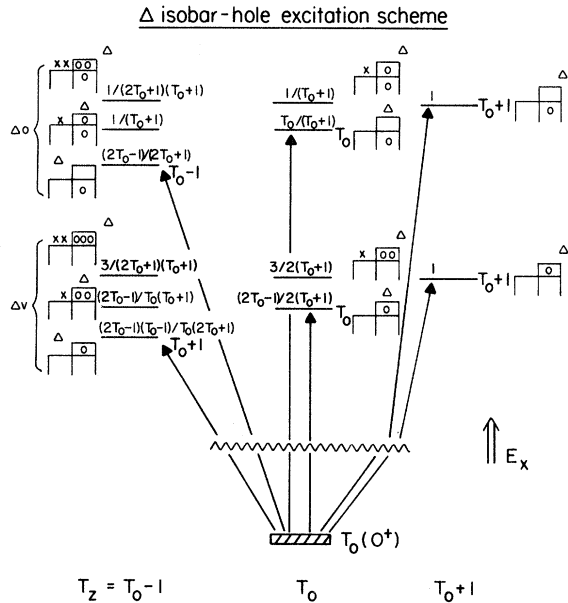 Δ isobar-hole excitation scheme
Δ
x x O O
O
1/(2T₀+1)(T₀+1)
Δ
x O
O
1/(T₀+1)
Δ
O
(2T₀-1)/(2T₀+1)
T₀-1
ΔO
Δ
x x O O O
3/(2T₀+1)(T₀+1)
Δ
x O O
(2T₀-1)/T₀(T₀+1)
Δ
O
(2T₀-1)(T₀-1)/T₀(2T₀+1)
T₀+1
ΔV
Δ
x O
O
1/(T₀+1)
Δ
O
T₀/(T₀+1)
T₀
Δ
x O O
3/2(T₀+1)
Δ
O
(2T₀-1)/2(T₀+1)
T₀
Δ
O
1
T₀+1
Δ
O
1
T₀+1
Eₓ
T₀(0⁺)
T_z = T₀-1
T₀
T₀+1